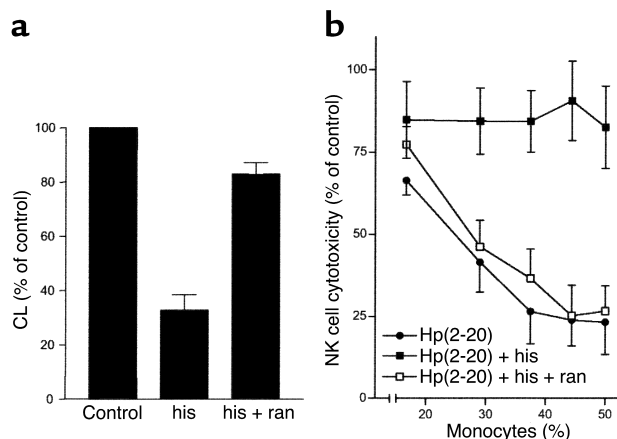 a
CL (% of control)
100
80
60
40
20
0
Control his his + ran
b
NK cell cytotoxicity (% of control)
100
75
50
25
0
Hp(2-20)
Hp(2-20) + his
Hp(2-20) + his + ran
20 30 40 50
Monocytes (%)